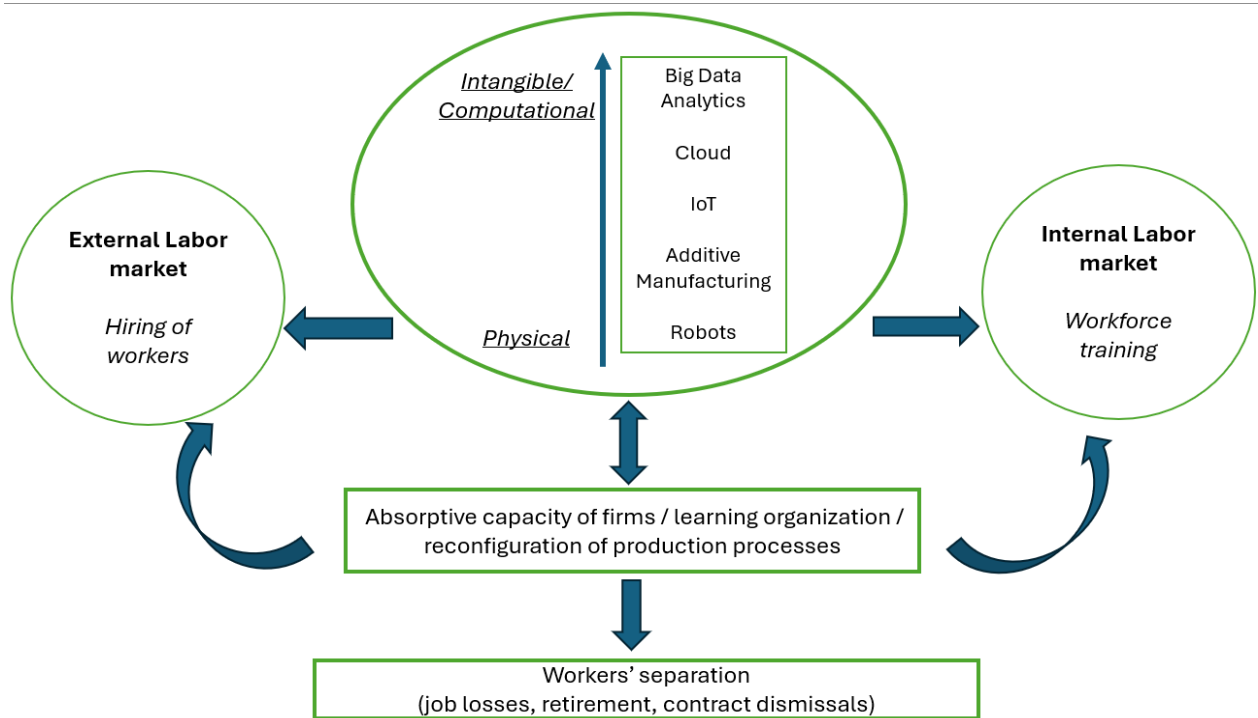 Intangible/
Computational
Physical
Big Data
Analytics
Cloud
IoT
Additive
Manufacturing
Robots
External Labor
market
Hiring of
workers
Internal Labor
market
Workforce
training
Absorptive capacity of firms / learning organization /
reconfiguration of production processes
Workers’ separation
(job losses, retirement, contract dismissals)